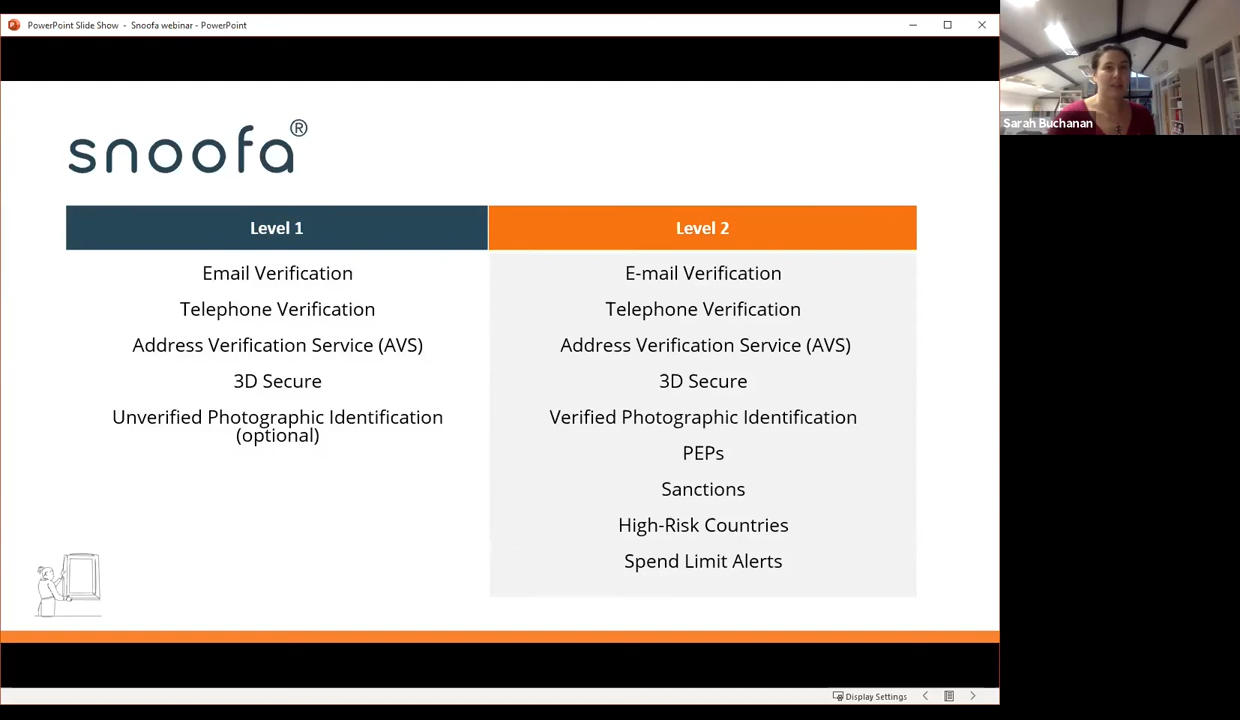 PowerPoint Slide Show - Snoofa webinar - PowerPoint
Sarah Buchanan
snoofa®
Level 1
Level 2
Email Verification
E-mail Verification
Telephone Verification
Telephone Verification
Address Verification Service (AVS)
Address Verification Service (AVS)
3D Secure
3D Secure
Unverified Photographic Identification
(optional)
Verified Photographic Identification
PEPs
Sanctions
High-Risk Countries
Spend Limit Alerts
Display Settings